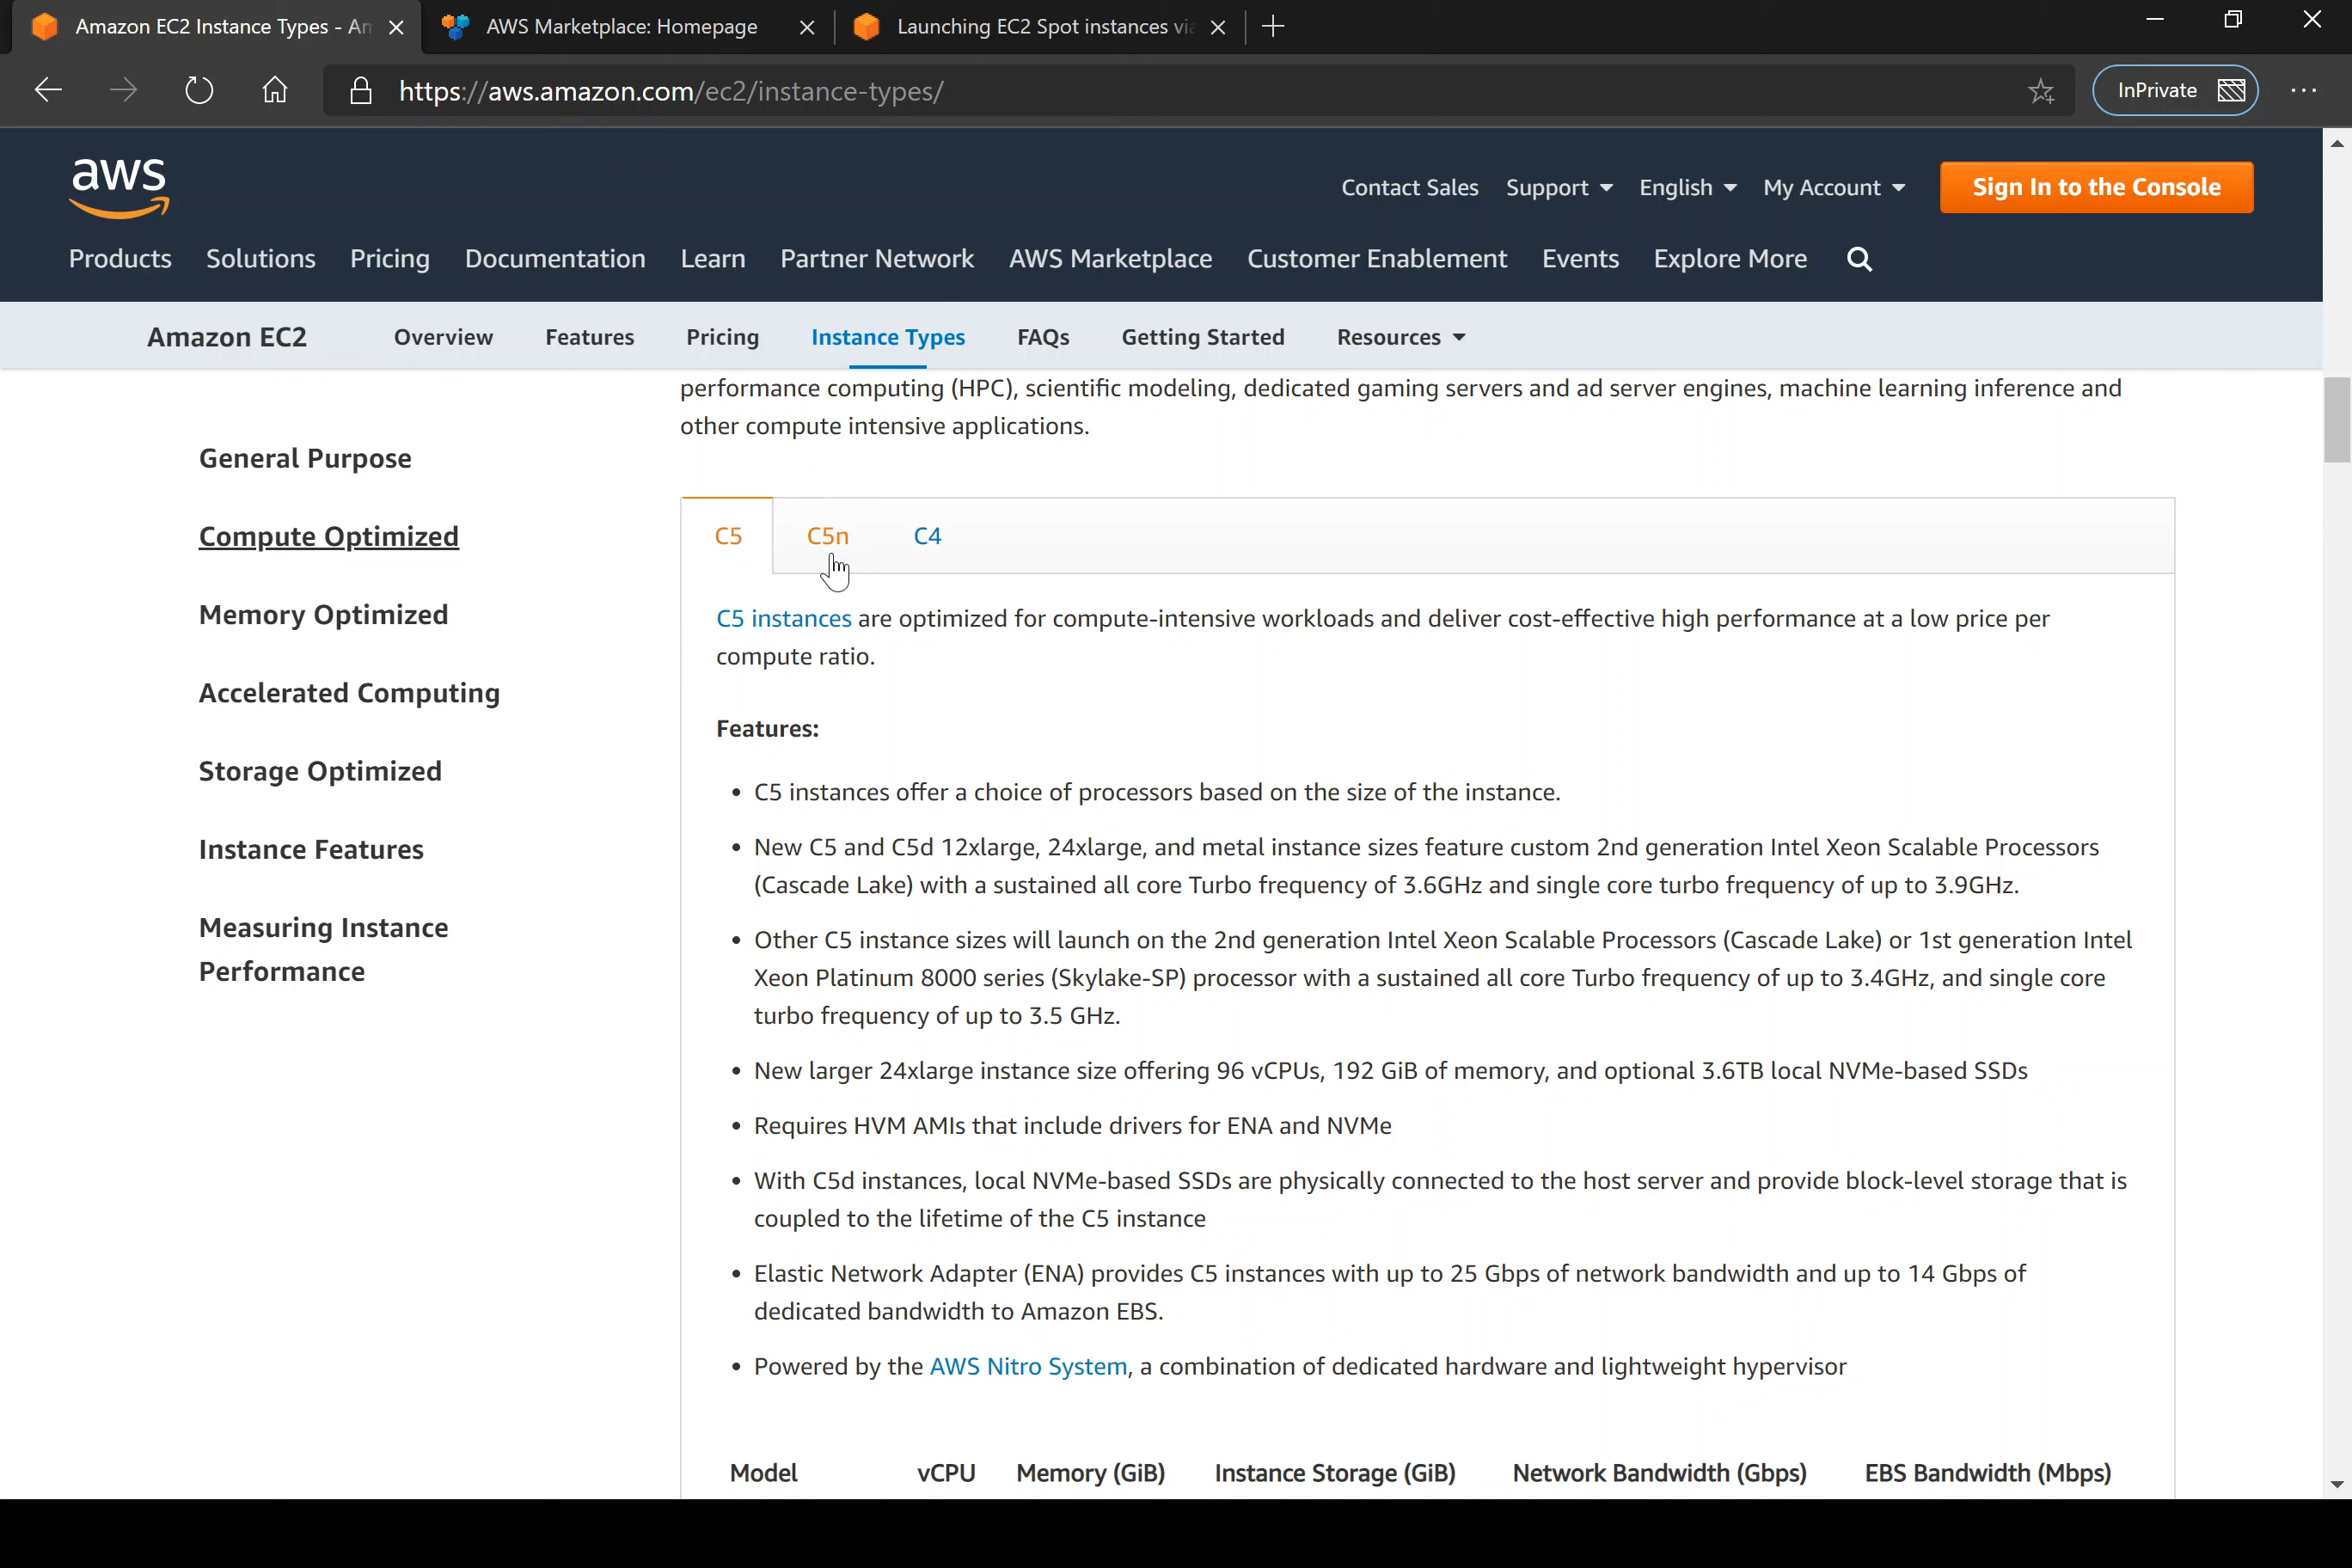 Amazon EC2 Instance Types - An
AWS Marketplace: Homepage
Launching EC2 Spot instances via
https://aws.amazon.com/ec2/instance-types/
InPrivate
aws
Contact Sales
Support
English
My Account
Sign In to the Console
Products
Solutions
Pricing
Documentation
Learn
Partner Network
AWS Marketplace
Customer Enablement
Events
Explore More
Amazon EC2
Overview
Features
Pricing
Instance Types
FAQs
Getting Started
Resources
General Purpose
Compute Optimized
Memory Optimized
Accelerated Computing
Storage Optimized
Instance Features
Measuring Instance
Performance
performance computing (HPC), scientific modeling, dedicated gaming servers and ad server engines, machine learning inference and
other compute intensive applications.
C5
C5n
C4
C5 instances are optimized for compute-intensive workloads and deliver cost-effective high performance at a low price per
compute ratio.
Features:
• C5 instances offer a choice of processors based on the size of the instance.
• New C5 and C5d 12xlarge, 24xlarge, and metal instance sizes feature custom 2nd generation Intel Xeon Scalable Processors
(Cascade Lake) with a sustained all core Turbo frequency of 3.6GHz and single core turbo frequency of up to 3.9GHz.
• Other C5 instance sizes will launch on the 2nd generation Intel Xeon Scalable Processors (Cascade Lake) or 1st generation Intel
Xeon Platinum 8000 series (Skylake-SP) processor with a sustained all core Turbo frequency of up to 3.4GHz, and single core
turbo frequency of up to 3.5 GHz.
• New larger 24xlarge instance size offering 96 vCPUs, 192 GiB of memory, and optional 3.6TB local NVMe-based SSDs
• Requires HVM AMIs that include drivers for ENA and NVMe
• With C5d instances, local NVMe-based SSDs are physically connected to the host server and provide block-level storage that is
coupled to the lifetime of the C5 instance
• Elastic Network Adapter (ENA) provides C5 instances with up to 25 Gbps of network bandwidth and up to 14 Gbps of
dedicated bandwidth to Amazon EBS.
• Powered by the AWS Nitro System, a combination of dedicated hardware and lightweight hypervisor
Model
vCPU
Memory (GiB)
Instance Storage (GiB)
Network Bandwidth (Gbps)
EBS Bandwidth (Mbps)